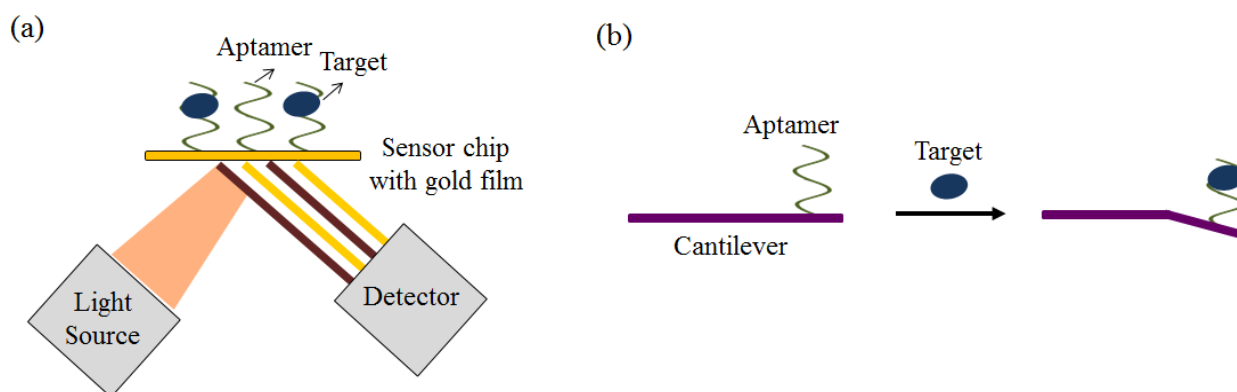 (a)
Aptamer
Target
Sensor chip
with gold film
Light
Source
Detector
(b)
Aptamer
Target
Cantilever